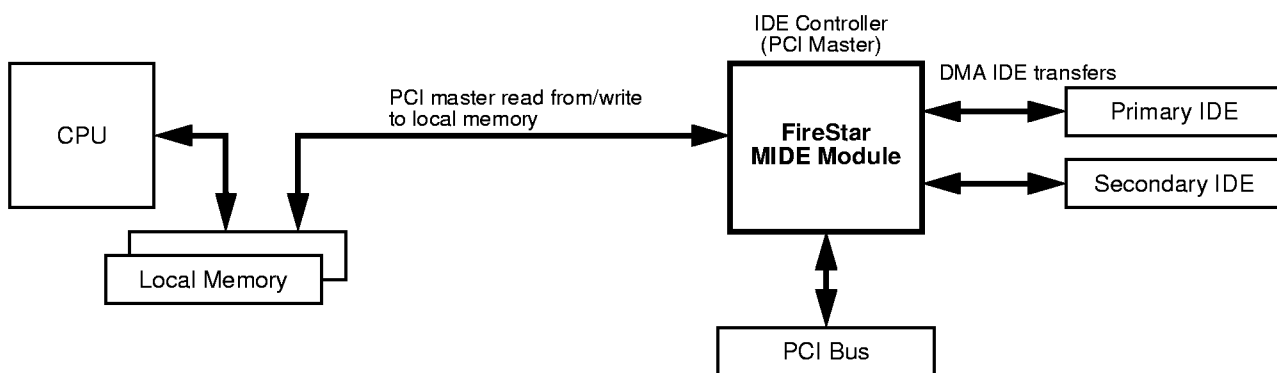 IDE Controller
(PCI Master)
CPU
PCI master read from/write
to local memory
FireStar
MIDE Module
DMA IDE transfers
Primary IDE
Secondary IDE
Local Memory
PCI Bus